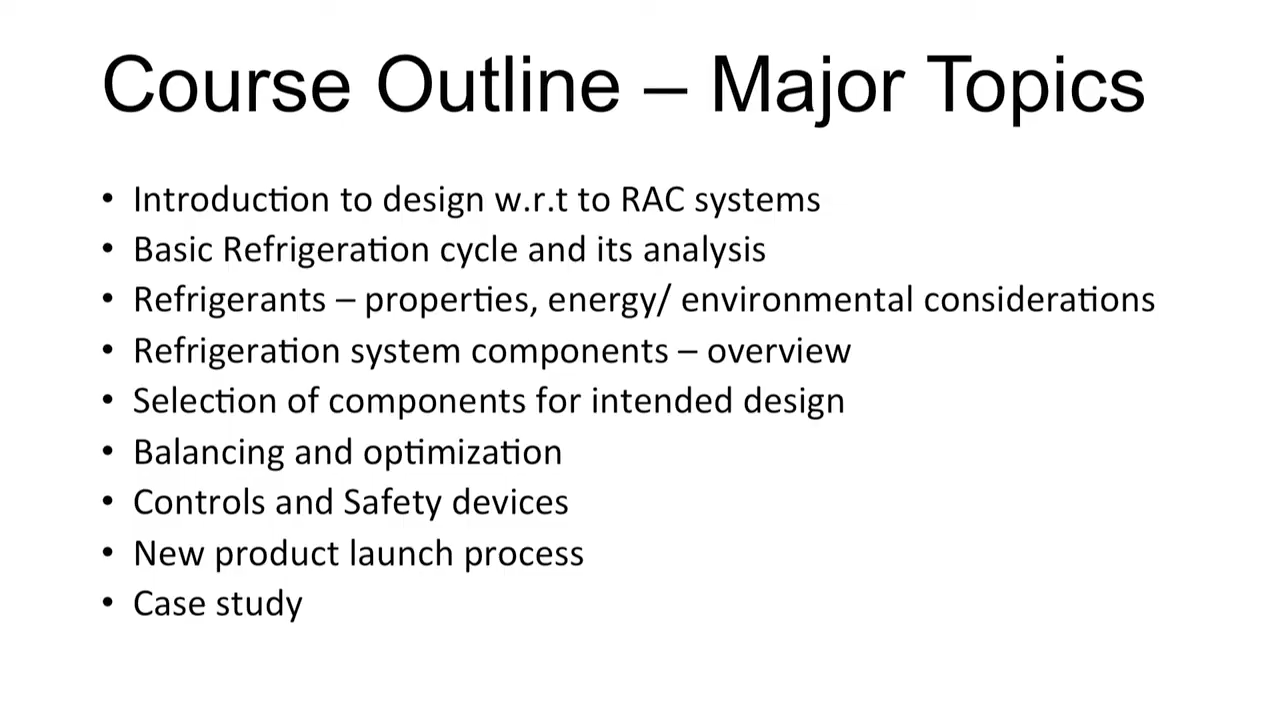 Course Outline – Major Topics
• Introduction to design w.r.t to RAC systems
• Basic Refrigeration cycle and its analysis
• Refrigerants – properties, energy/ environmental considerations
• Refrigeration system components – overview
• Selection of components for intended design
• Balancing and optimization
• Controls and Safety devices
• New product launch process
• Case study